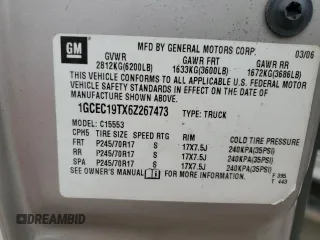 GM
MFD BY GENERAL MOTORS CORP. 03/06
GVWR GAWR FRT GAWR RR
2812KG(6200LB) 1633KG(3600LB) 1672KG(3686LB)
THIS VEHICLE CONFORMS TO ALL APPLICABLE U.S. FEDERAL MOTOR
VEHICLE SAFETY STANDARDS IN EFFECT ON THE DATE OF
MANUFACTURE SHOWN ABOVE.
1GCEC19TX6Z267473 TYPE: TRUCK
MODEL: C15553
CPH5 TIRE SIZE SPEED RTG RIM COLD TIRE PRESSURE
FRT P245/70R17 S 17X7.5J 240KPA(35PSI)
RR P245/70R17 S 17X7.5J 240KPA(35PSI)
SP P245/70R17 S 17X7.5J 240KPA(35PSI)
SEE OWNER'S MANUAL FOR ADDITIONAL INFORMATION.
T 443
DREAMBID